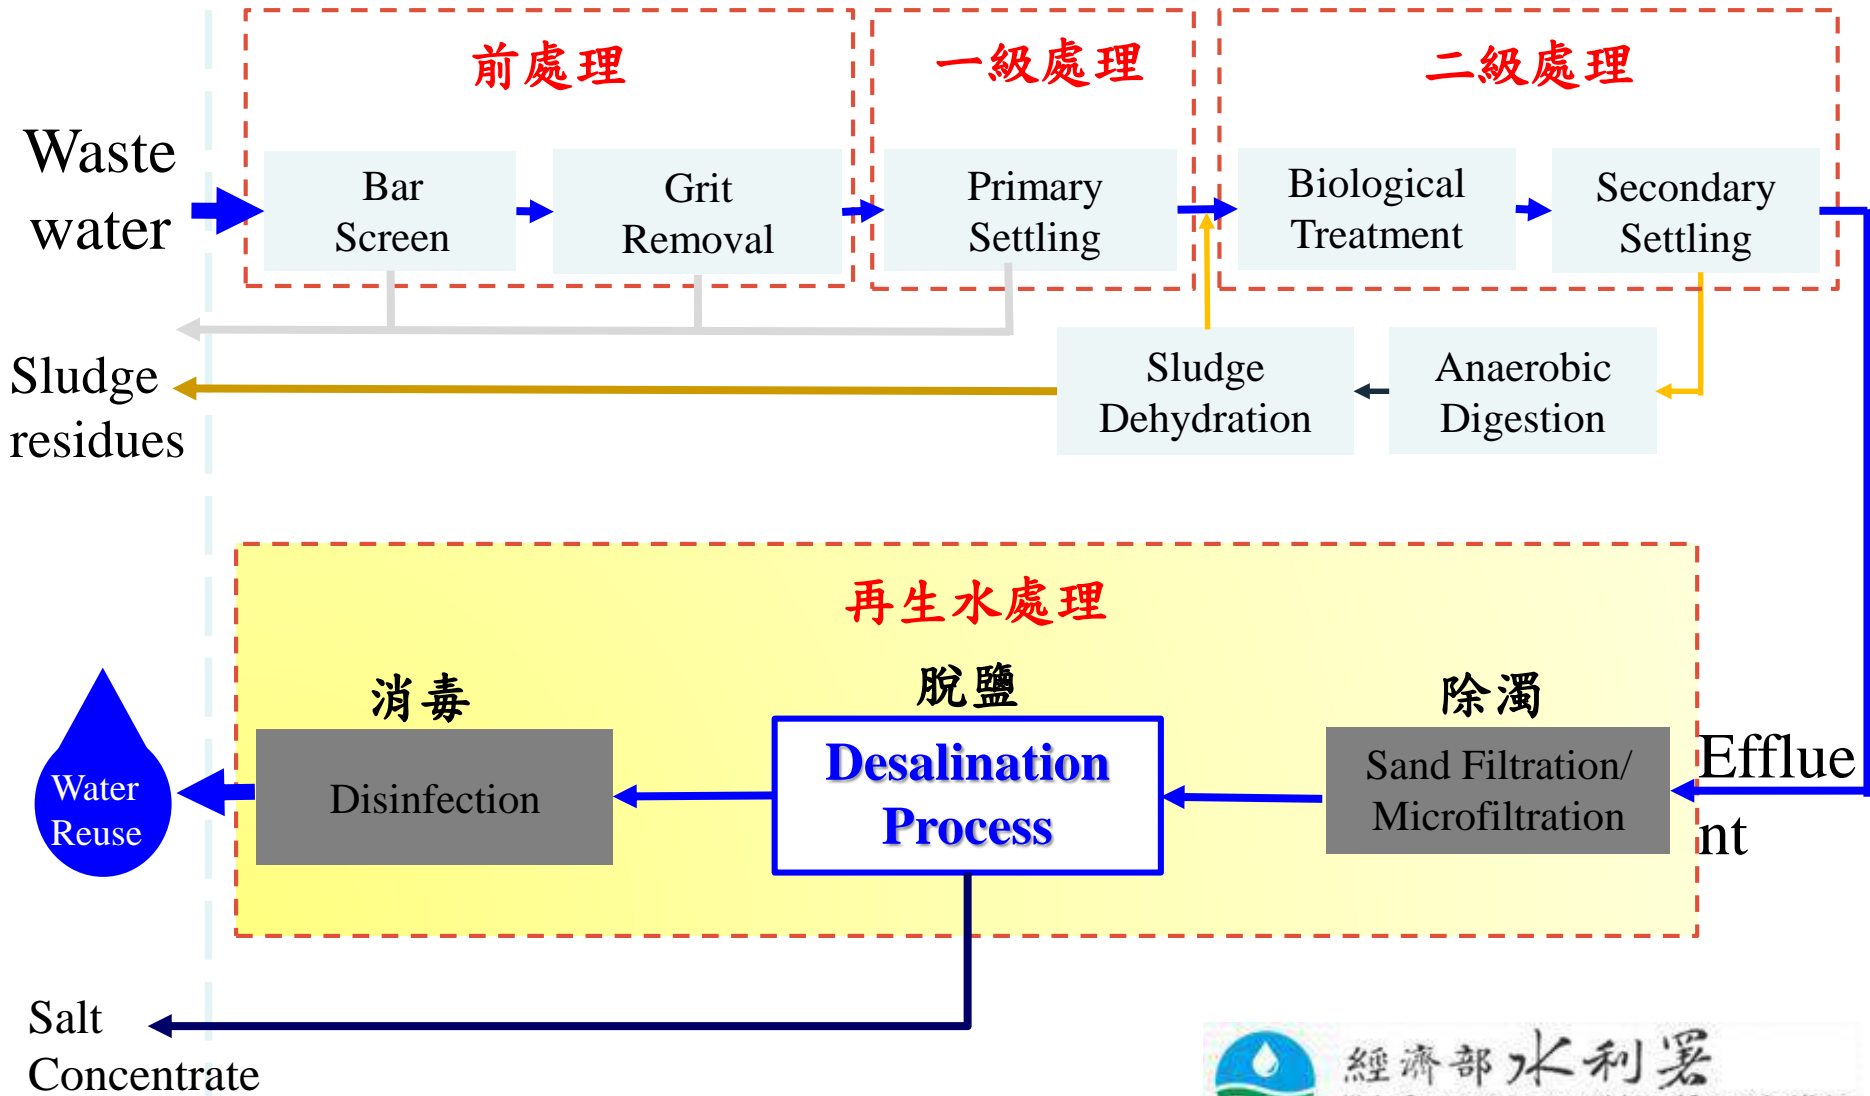 前處理
一級處理
二級處理
Waste
water
Bar
Screen
Grit
Removal
Primary
Settling
Biological
Treatment
Secondary
Settling
Sludge
residues
Sludge
Dehydration
Anaerobic
Digestion
再生水處理
消毒
脫鹽
除濁
Water
Reuse
Disinfection
Desalination
Process
Sand Filtration/
Microfiltration
Efflue
nt
Salt
Concentrate
經濟部水利署